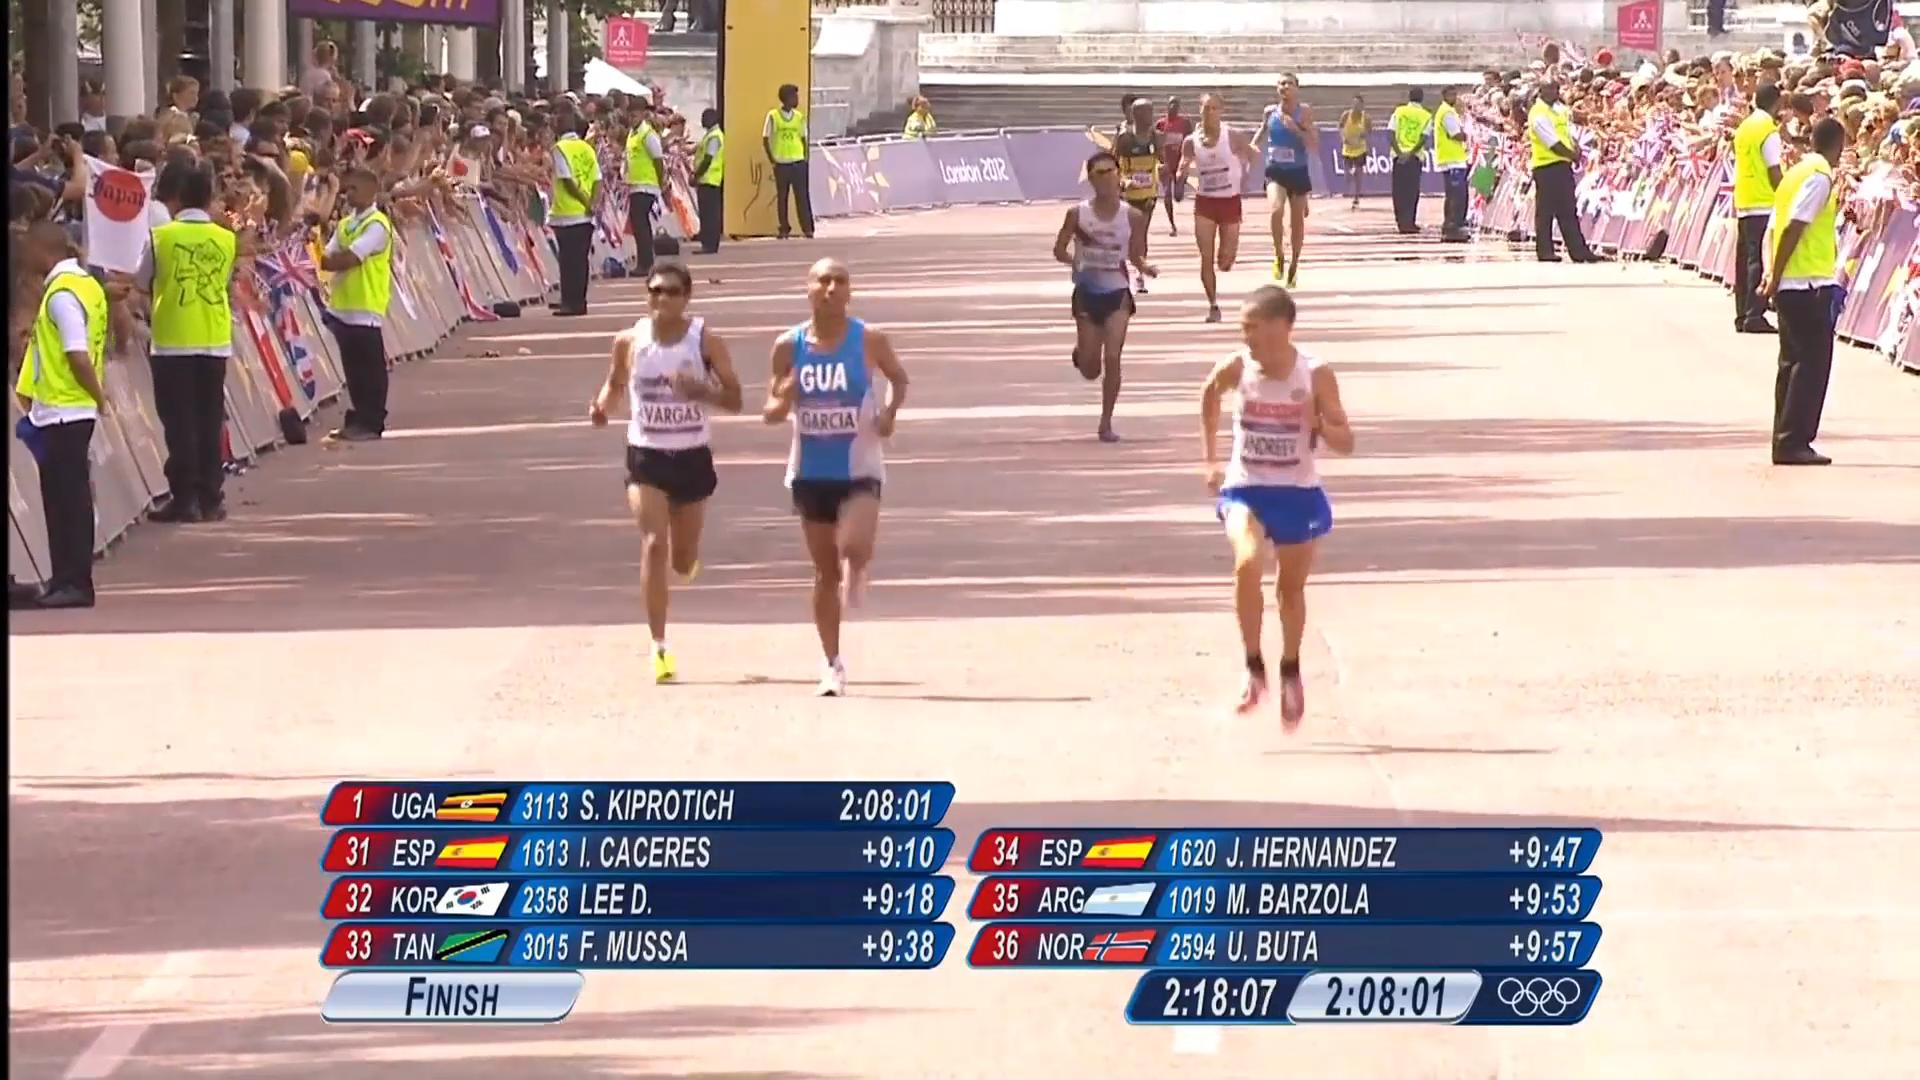 Japan
London 2012
London
VARGAS
GUA
GARCIA
ANDREEV
1 UGA 3113 S. KIPROTICH 2:08:01
31 ESP 1613 I. CACERES +9:10
32 KOR 2358 LEE D. +9:18
33 TAN 3015 F. MUSSA +9:38
34 ESP 1620 J. HERNANDEZ +9:47
35 ARG 1019 M. BARZOLA +9:53
36 NOR 2594 U. BUTA +9:57
FINISH
2:18:07 2:08:01